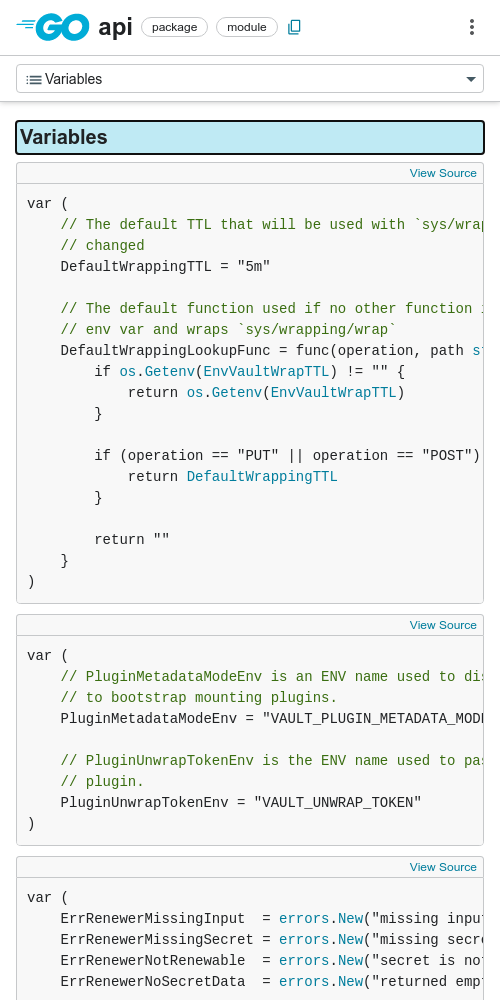 GO api package module
Variables
Variables
View Source
var (
// The default TTL that will be used with `sys/wrap
// changed
DefaultWrappingTTL = "5m"
// The default function used if no other function
// env var and wraps `sys/wrapping/wrap`
DefaultWrappingLookupFunc = func(operation, path st
if os.Getenv(EnvVaultWrapTTL) != "" {
return os.Getenv(EnvVaultWrapTTL)
}
if (operation == "PUT" || operation == "POST")
return DefaultWrappingTTL
}
return ""
}
)
View Source
var (
// PluginMetadataModeEnv is an ENV name used to dis
// to bootstrap mounting plugins.
PluginMetadataModeEnv = "VAULT_PLUGIN_METADATA_MODE
// PluginUnwrapTokenEnv is the ENV name used to pas
// plugin.
PluginUnwrapTokenEnv = "VAULT_UNWRAP_TOKEN"
)
View Source
var (
ErrRenewerMissingInput  = errors.New("missing input
ErrRenewerMissingSecret = errors.New("missing secre
ErrRenewerNotRenewable  = errors.New("secret is not
ErrRenewerNoSecretData  = errors.New("returned empt